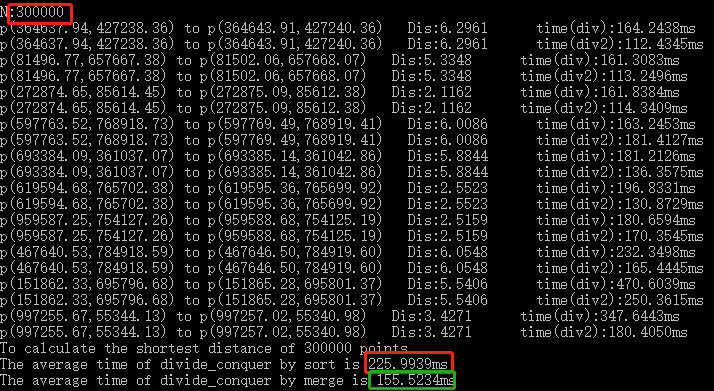 N:300000
p(364637.94,427238.36) to p(364643.91,427240.36) Dis:6.2961 time(div):164.2438ms
p(364637.94,427238.36) to p(364643.91,427240.36) Dis:6.2961 time(div2):112.4345ms
p(81496.77,657667.38) to p(81502.06,657668.07) Dis:5.3348 time(div):161.3083ms
p(81496.77,657667.38) to p(81502.06,657668.07) Dis:5.3348 time(div2):113.2496ms
p(272874.65,85614.45) to p(272875.09,85612.38) Dis:2.1162 time(div):161.8384ms
p(272874.65,85614.45) to p(272875.09,85612.38) Dis:2.1162 time(div2):114.3409ms
p(597763.52,768918.73) to p(597769.49,768919.41) Dis:6.0086 time(div):163.2453ms
p(597763.52,768918.73) to p(597769.49,768919.41) Dis:6.0086 time(div2):181.4127ms
p(693384.09,361037.07) to p(693385.14,361042.86) Dis:5.8844 time(div):181.2126ms
p(693384.09,361037.07) to p(693385.14,361042.86) Dis:5.8844 time(div2):136.3575ms
p(619594.68,765702.38) to p(619595.36,765699.92) Dis:2.5523 time(div):196.8331ms
p(619594.68,765702.38) to p(619595.36,765699.92) Dis:2.5523 time(div2):130.8729ms
p(959587.25,754127.26) to p(959588.68,754125.19) Dis:2.5159 time(div):180.6594ms
p(959587.25,754127.26) to p(959588.68,754125.19) Dis:2.5159 time(div2):170.3545ms
p(467640.53,784918.59) to p(467646.50,784919.60) Dis:6.0548 time(div):232.3498ms
p(467640.53,784918.59) to p(467646.50,784919.60) Dis:6.0548 time(div2):165.4445ms
p(151862.33,695796.68) to p(151865.28,695801.37) Dis:5.5406 time(div):470.6039ms
p(151862.33,695796.68) to p(151865.28,695801.37) Dis:5.5406 time(div2):250.3615ms
p(997255.67,55344.13) to p(997257.02,55340.98) Dis:3.4271 time(div):347.6443ms
p(997255.67,55344.13) to p(997257.02,55340.98) Dis:3.4271 time(div2):180.4050ms
To calculate the shortest distance of 300000 points
The average time of divide_conquer by sort is 225.9939ms
The average time of divide_conquer by merge is 155.5234ms